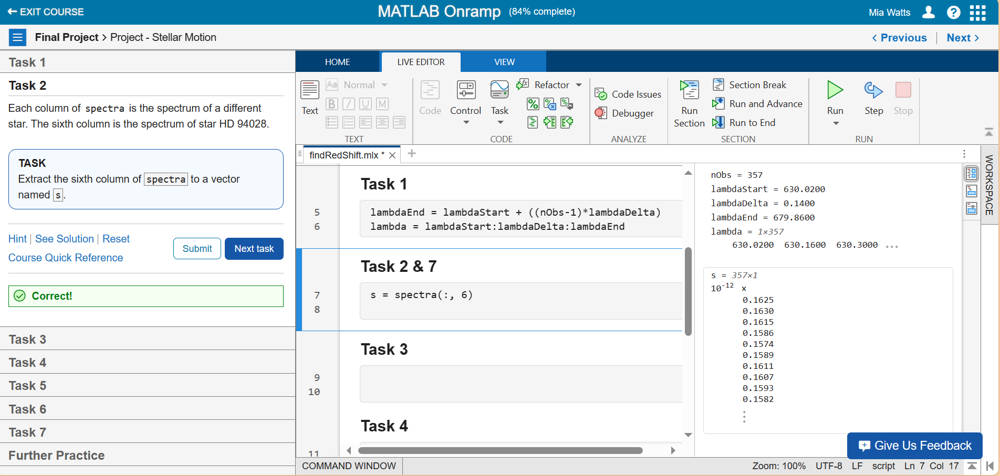 EXIT COURSE
MATLAB Onramp (84% complete)
Mia Watts
Final Project > Project - Stellar Motion
< Previous
Next >
Task 1
Task 2
Each column of spectra is the spectrum of a different
star. The sixth column is the spectrum of star HD 94028.
TASK
Extract the sixth column of spectra to a vector
named s.
Hint | See Solution | Reset
Course Quick Reference
Submit
Next task
Correct!
Task 3
Task 4
Task 5
Task 6
Task 7
Further Practice
HOME
LIVE EDITOR
VIEW
Text
Aa Normal
B I U M
TEXT
Code
Control
Task
Refactor
CODE
Code Issues
Debugger
ANALYZE
Run
Section
Section Break
Run and Advance
Run to End
SECTION
Run
Step
Stop
RUN
findRedShift.mlx *
Task 1
5 lambdaEnd = lambdaStart + ((nObs-1)*lambdaDelta)
6 lambda = lambdaStart:lambdaDelta:lambdaEnd
Task 2 & 7
7 s = spectra(:, 6)
8
Task 3
9
10
Task 4
11
nObs = 357
lambdaStart = 630.0200
lambdaDelta = 0.1400
lambdaEnd = 679.8600
lambda = 1×357
630.0200 630.1600 630.3000 ...
s = 357×1
10-12 x
0.1625
0.1630
0.1615
0.1586
0.1574
0.1589
0.1611
0.1607
0.1593
0.1582
⋮
WORKSPACE
Give Us Feedback
COMMAND WINDOW
Zoom: 100% UTF-8 LF script Ln 7 Col 17